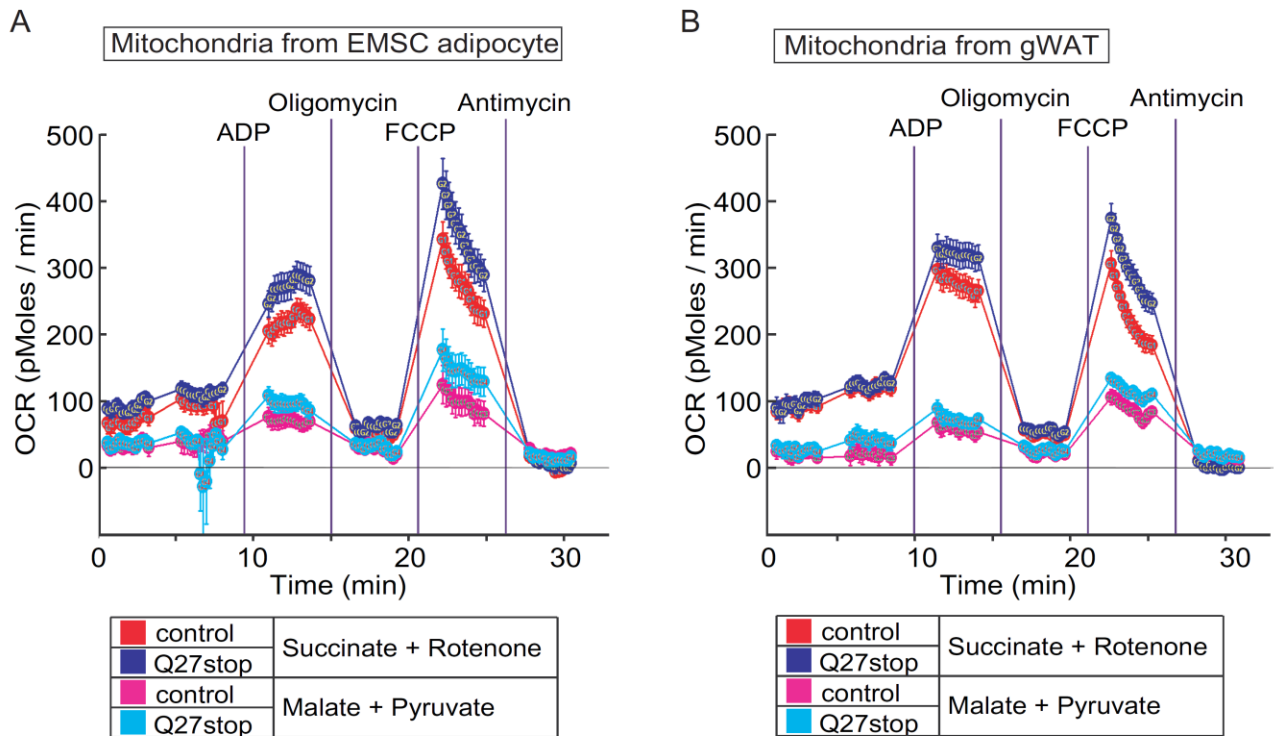 A
Mitochondria from EMSC adipocyte
Oligomycin
Antimycin
ADP
FCCP
500
400
300
200
100
0
OCR (pMoles / min)
0
10
20
30
Time (min)
control
Q27stop
Succinate + Rotenone
control
Q27stop
Malate + Pyruvate
B
Mitochondria from gWAT
Oligomycin
Antimycin
ADP
FCCP
500
400
300
200
100
0
OCR (pMoles / min)
0
10
20
30
Time (min)
control
Q27stop
Succinate + Rotenone
control
Q27stop
Malate + Pyruvate